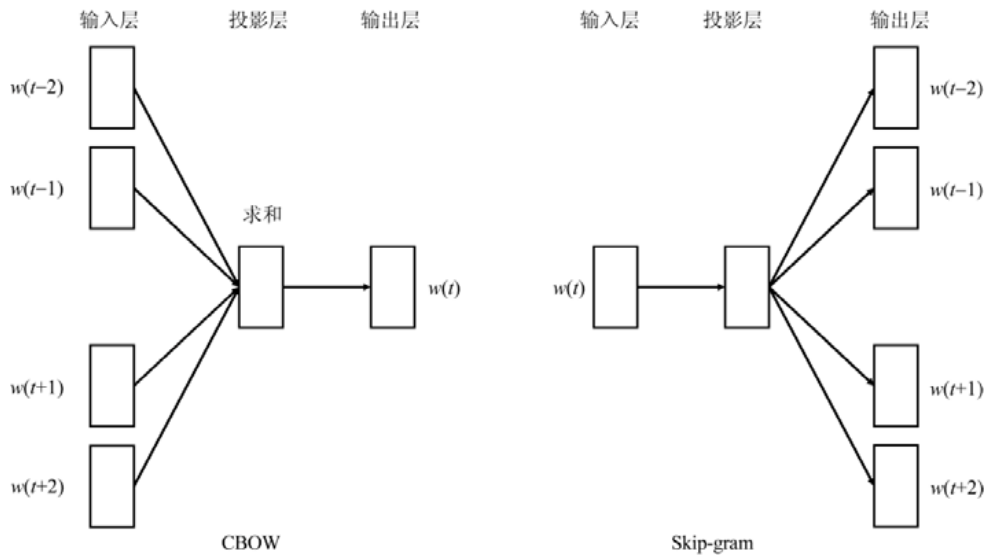 输入层 投影层 输出层 输入层 投影层 输出层
w(t−2) w(t−2)
w(t−1) w(t−1)
求和
w(t) w(t)
w(t+1) w(t+1)
w(t+2) w(t+2)
CBOW Skip-gram